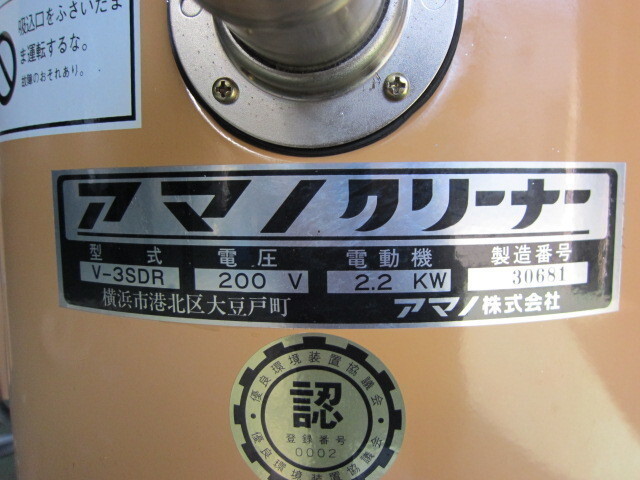 吸込口をふさいだま
ま運転するな。
故障のおそれあり。
アマノクリーナー
型式 電圧 電動機 製造番号
V-3SDR 200 V 2.2 KW 30681
横浜市港北区大豆戸町 アマノ株式会社
優良環境装置協議会
認
登録番号
0002
優良環境装置協議会